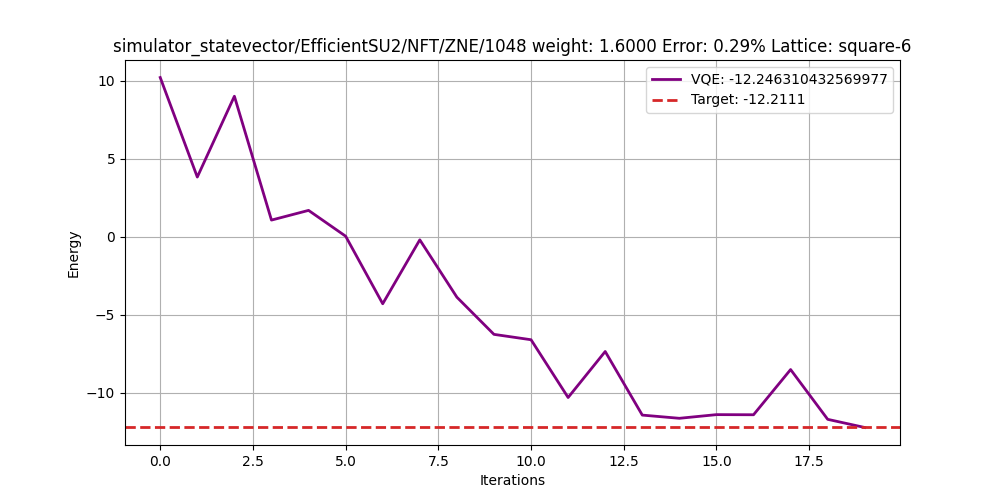 simulator_statevector/EfficientSU2/NFT/ZNE/1048 weight: 1.6000 Error: 0.29% Lattice: square-6
VQE: -12.246310432569977
Target: -12.2111
10
5
0
−5
−10
Energy
0.0 2.5 5.0 7.5 10.0 12.5 15.0 17.5
Iterations